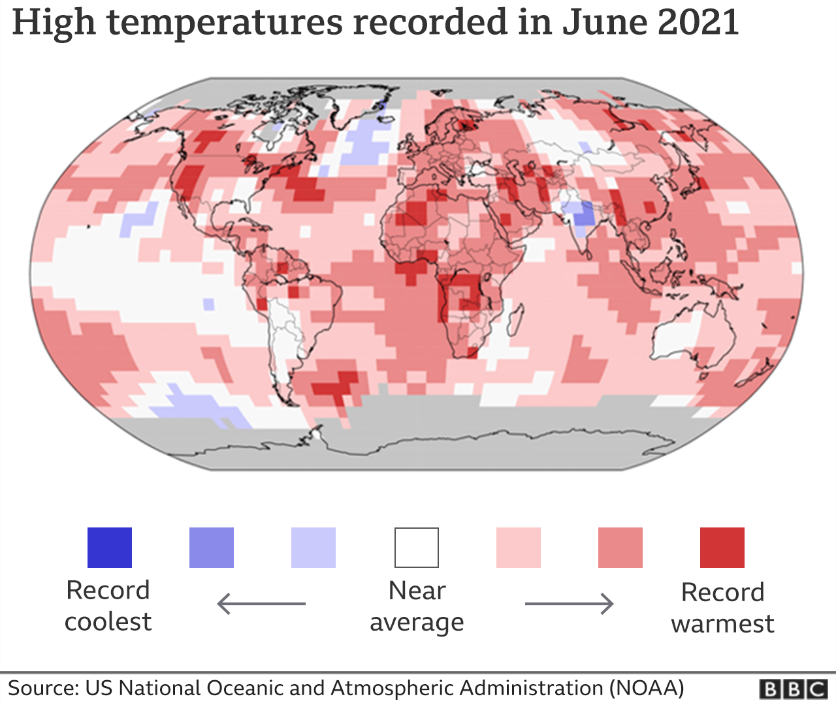 High temperatures recorded in June 2021
Record
coolest
Near
average
Record
warmest
Source: US National Oceanic and Atmospheric Administration (NOAA)
BBC